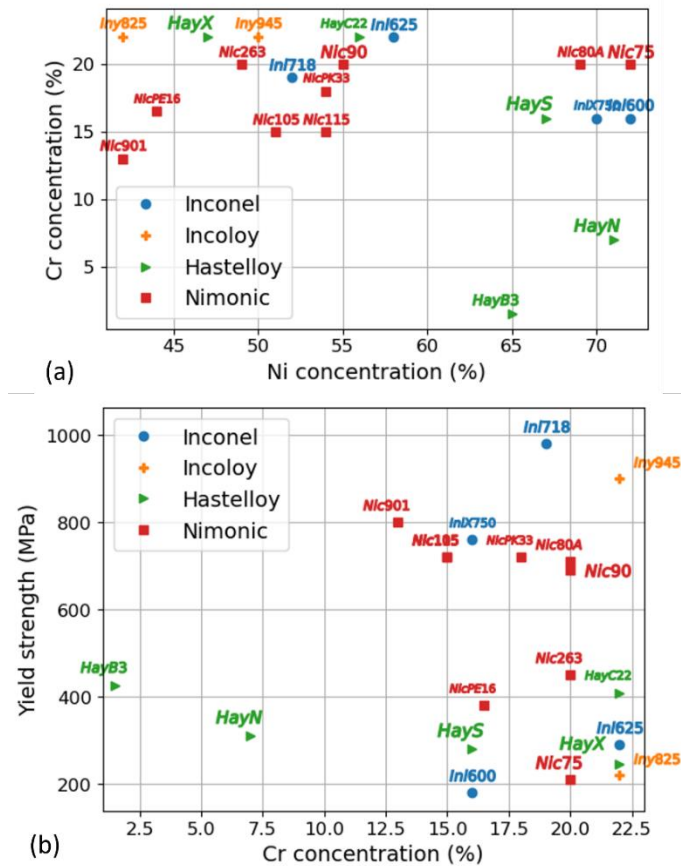 Iny825
HayX
Iny945
HayC22
Inl625
Nic263
Nic90
Nic80A
Nic75
Inl718
NicPK33
NicPE16
Nic105
Nic115
HayS
InlX750
Inl600
Nic901
HayN
HayB3
Cr concentration (%)
20
15
10
5
Inconel
Incoloy
Hastelloy
Nimonic
45
50
55
60
65
70
Ni concentration (%)
(a)
Inconel
Incoloy
Hastelloy
Nimonic
Yield strength (MPa)
1000
800
600
400
200
Inl718
Iny945
Nic901
InlX750
NicPK33
Nic80A
Nic90
HayB3
Nic263
HayC22
NicPE16
HayN
HayS
Inl625
HayX
Iny825
Nic75
Inl600
2.5
5.0
7.5
10.0
12.5
15.0
17.5
20.0
22.5
Cr concentration (%)
(b)